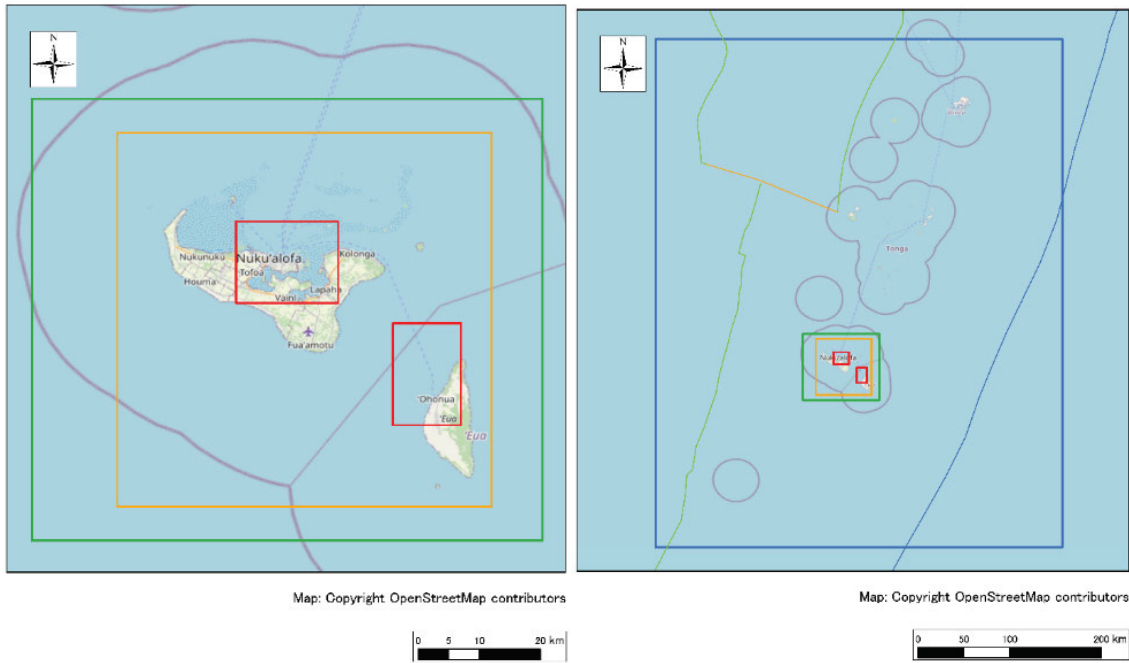 N
Nukunuku
Nuku'alofa
Tofoa
Houma
Vaini
Kolonga
Lapaha
Fua'amotu
'Ohonua
'Eua
'Eua
Map: Copyright OpenStreetMap contributors
0 5 10 20 km
N
Tonga
Nuku'alofa
Map: Copyright OpenStreetMap contributors
0 50 100 200 km